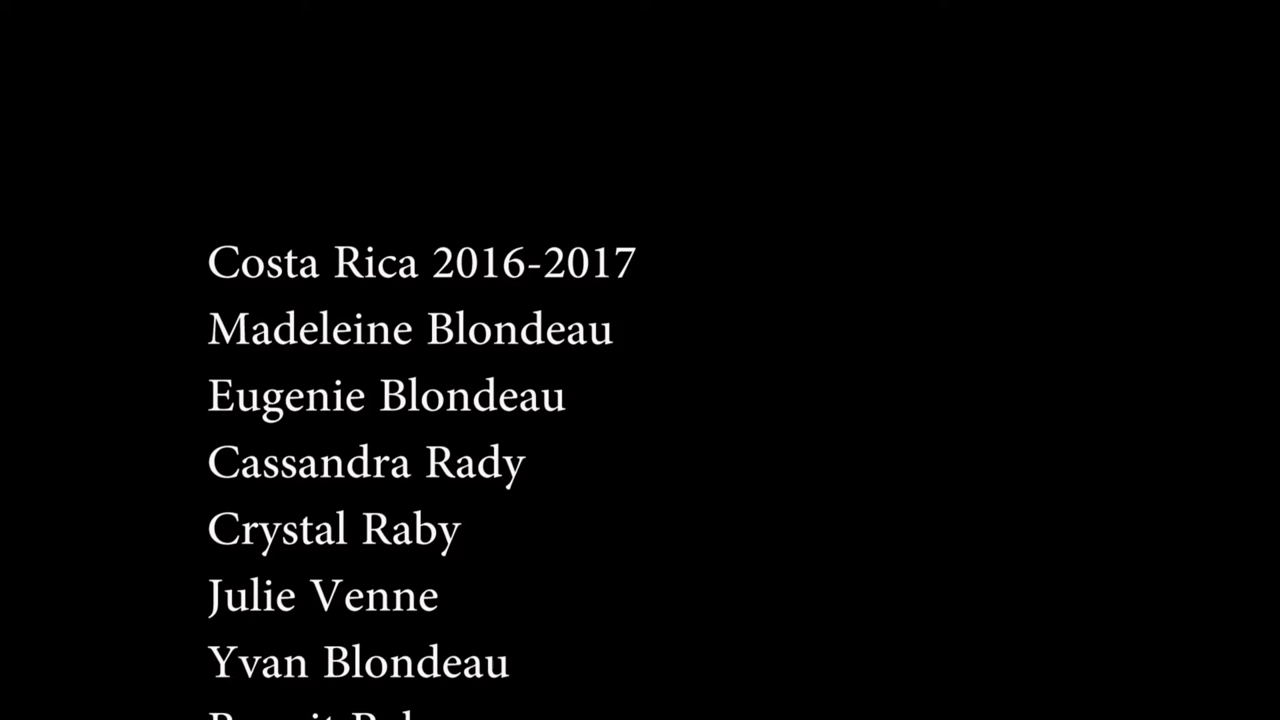 Costa Rica 2016-2017
Madeleine Blondeau
Eugenie Blondeau
Cassandra Rady
Crystal Raby
Julie Venne
Yvan Blondeau